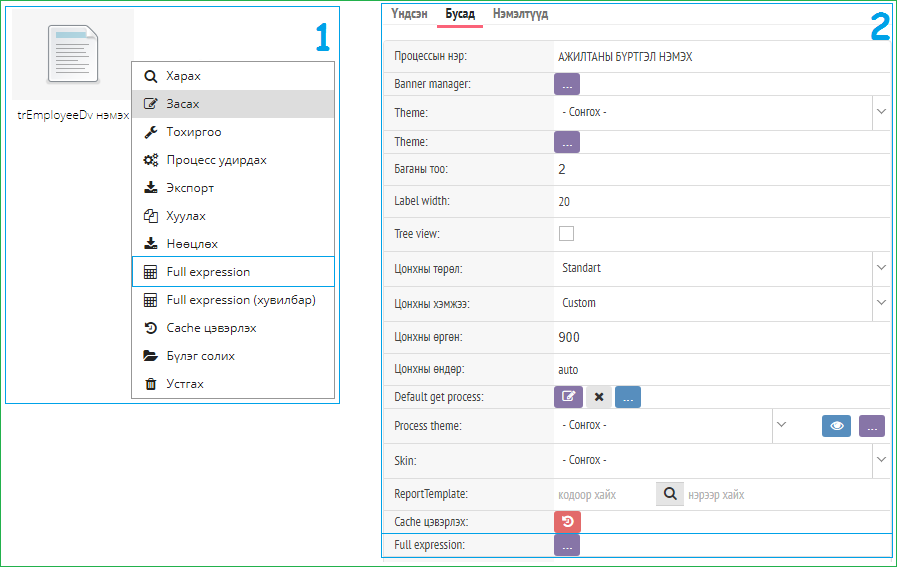 1
trEmployeeDv нэмэх
Харах
Засах
Тохиргоо
Процесс удирдах
Экспорт
Хуулах
Нөөцлөх
Full expression
Full expression (хувилбар)
Cache цэвэрлэх
Бүлэг солих
Устгах
2
Үндсэн Бусад Нэмэлтүүд
Процессын нэр: АЖИЛТАНЫ БҮРТГЭЛ НЭМЭХ
Banner manager: ...
Theme: - Сонгох -
Theme: ...
Баганы тоо: 2
Label width: 20
Tree view:
Цонхны төрөл: Standart
Цонхны хэмжээ: Custom
Цонхны өргөн: 900
Цонхны өндөр: auto
Default get process: ...
Process theme: - Сонгох - ...
Skin: - Сонгох -
ReportTemplate: кодоор хайх нэрээр хайх
Cache цэвэрлэх:
Full expression: ...